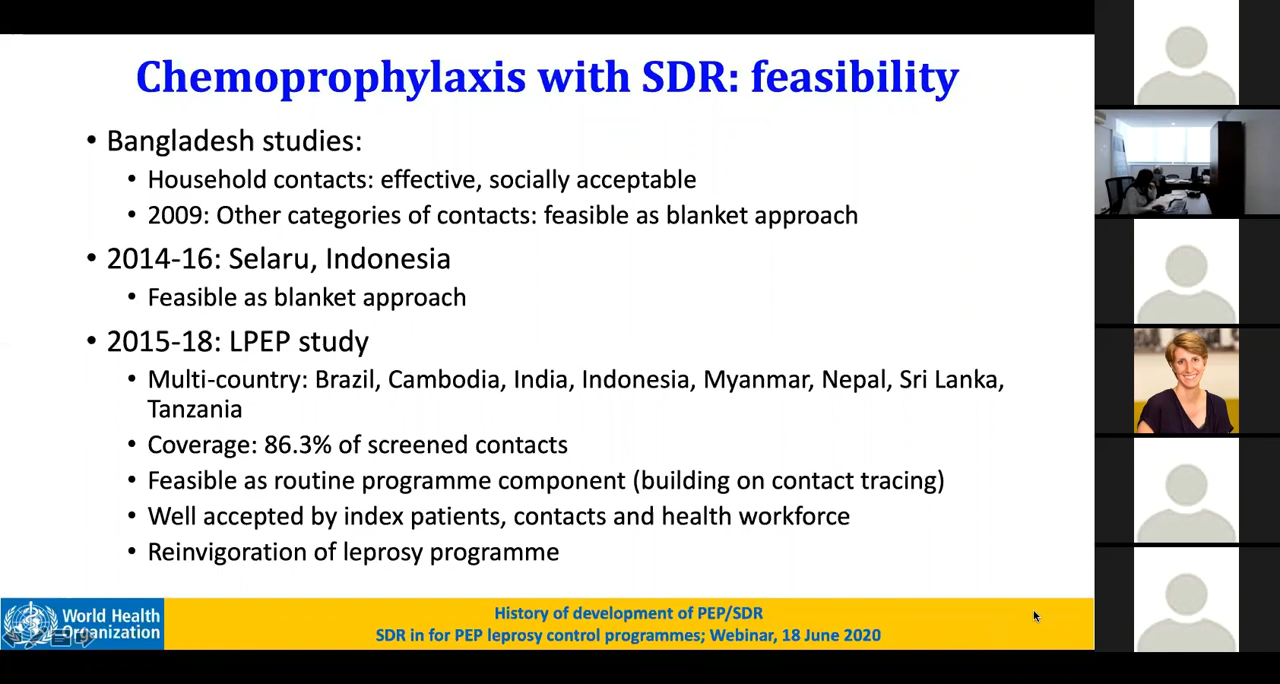 Chemoprophylaxis with SDR: feasibility
• Bangladesh studies:
• Household contacts: effective, socially acceptable
• 2009: Other categories of contacts: feasible as blanket approach
• 2014-16: Selaru, Indonesia
• Feasible as blanket approach
• 2015-18: LPEP study
• Multi-country: Brazil, Cambodia, India, Indonesia, Myanmar, Nepal, Sri Lanka,
Tanzania
• Coverage: 86.3% of screened contacts
• Feasible as routine programme component (building on contact tracing)
• Well accepted by index patients, contacts and health workforce
• Reinvigoration of leprosy programme
World Health
Organization
History of development of PEP/SDR
SDR in for PEP leprosy control programmes; Webinar, 18 June 2020